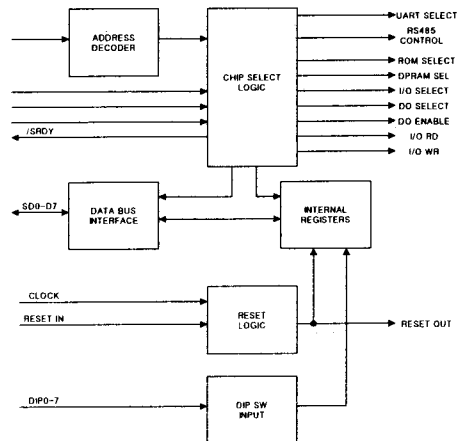 UART SELECT
ADDRESS
DECODER
RS485
CONTROL
CHIP SELECT
LOGIC
ROM SELECT
DPRAM SEL
I/O SELECT
DO SELECT
DO ENABLE
/SRDY
I/O RD
I/O WR
SD0-D7
DATA BUS
INTERFACE
INTERNAL
REGISTERS
CLOCK
RESET IN
RESET
LOGIC
RESET OUT
DIP0-7
DIP SW
INPUT